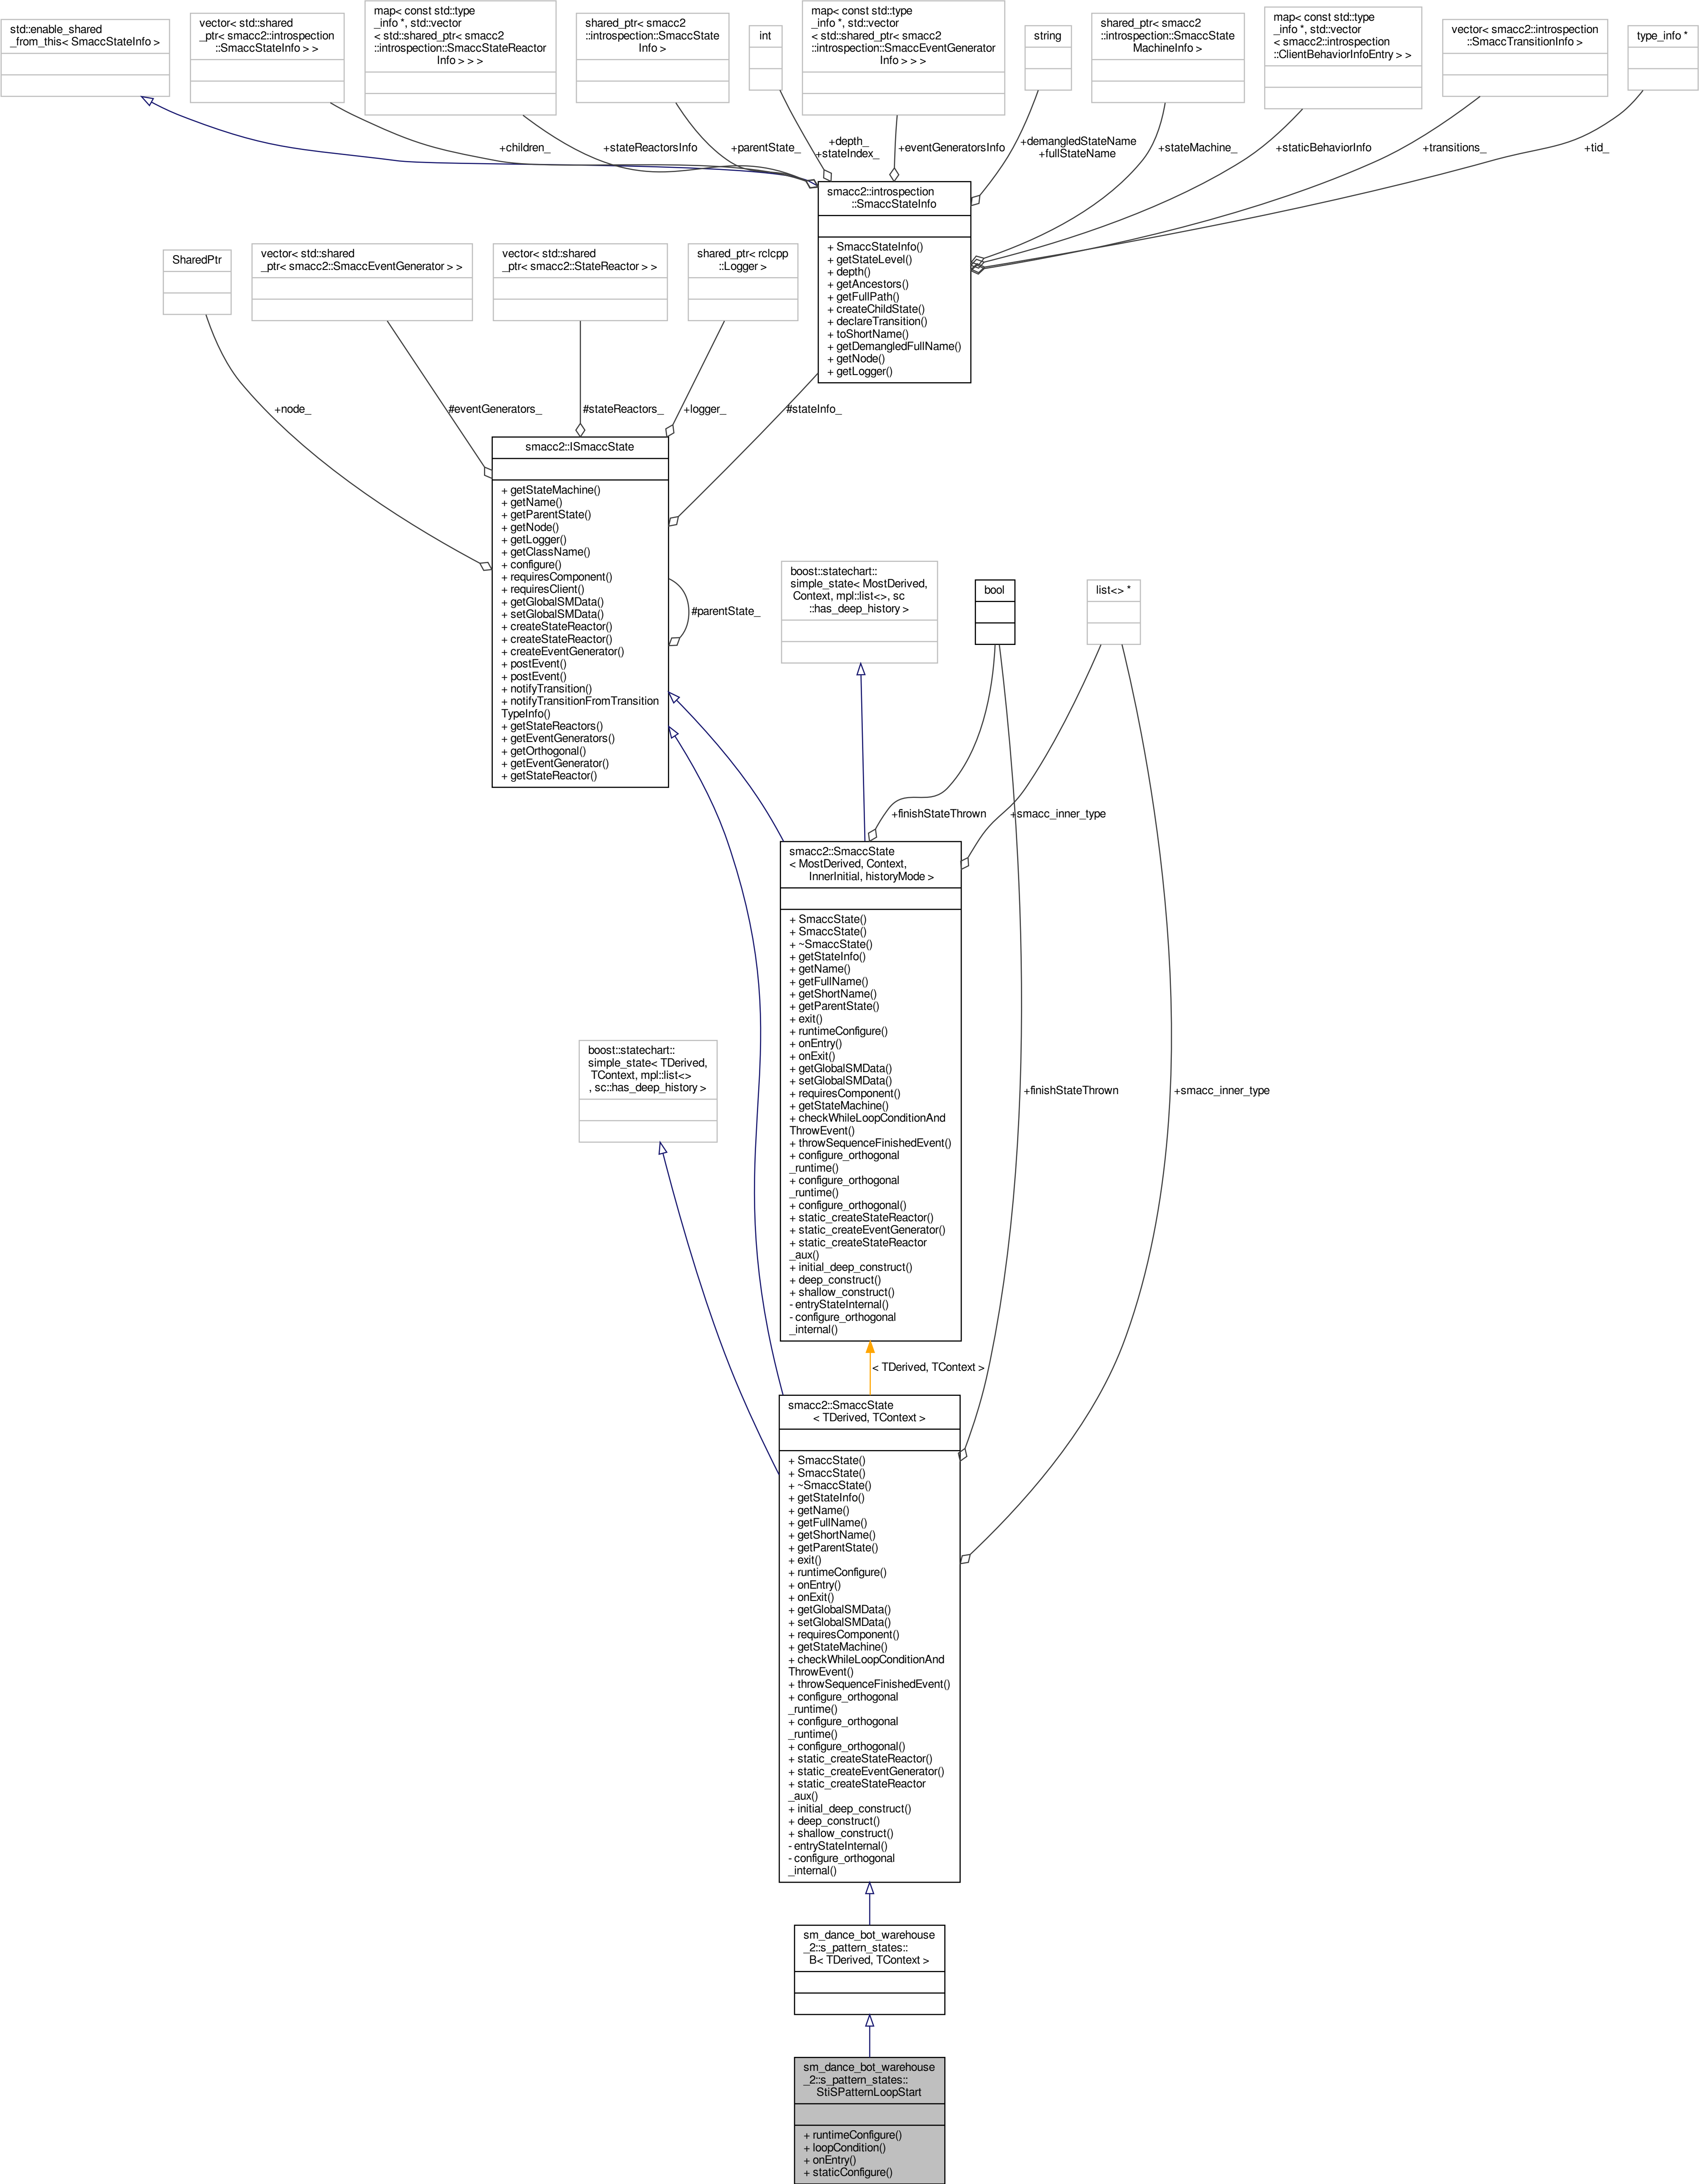 std::enable_shared
_from_this< SmaccStateInfo >
vector< std::shared
_ptr< smacc2::introspection
::SmaccStateInfo > >
map< const std::type
_info *, std::vector
< std::shared_ptr< smacc2
::introspection::SmaccStateReactor
Info > > >
shared_ptr< smacc2
::introspection::SmaccState
Info >
int
map< const std::type
_info *, std::vector
< std::shared_ptr< smacc2
::introspection::SmaccEventGenerator
Info > > >
string
shared_ptr< smacc2
::introspection::SmaccState
MachineInfo >
map< const std::type
_info *, std::vector
< smacc2::introspection
::ClientBehaviorInfoEntry > >
vector< smacc2::introspection
::SmaccTransitionInfo >
type_info *
+children_
+stateReactorsInfo
+parentState_
+depth_
+stateIndex_
+eventGeneratorsInfo
+demangledStateName
+fullStateName
+stateMachine_
+staticBehaviorInfo
+transitions_
+tid_
smacc2::introspection
::SmaccStateInfo
+ SmaccStateInfo()
+ getStateLevel()
+ depth()
+ getAncestors()
+ getFullPath()
+ createChildState()
+ declareTransition()
+ toShortName()
+ getDemangledFullName()
+ getNode()
+ getLogger()
SharedPtr
vector< std::shared
_ptr< smacc2::SmaccEventGenerator > >
vector< std::shared
_ptr< smacc2::StateReactor > >
shared_ptr< rclcpp
::Logger >
+node_
#eventGenerators_
#stateReactors_
+logger_
#stateInfo_
smacc2::ISmaccState
+ getStateMachine()
+ getName()
+ getParentState()
+ getNode()
+ getLogger()
+ getClassName()
+ configure()
+ requiresComponent()
+ requiresClient()
+ getGlobalSMData()
+ setGlobalSMData()
+ createStateReactor()
+ createStateReactor()
+ createEventGenerator()
+ postEvent()
+ postEvent()
+ notifyTransition()
+ notifyTransitionFromTransition
TypeInfo()
+ getStateReactors()
+ getEventGenerators()
+ getOrthogonal()
+ getEventGenerator()
+ getStateReactor()
#parentState_
boost::statechart::
simple_state< MostDerived,
Context, mpl::list<>, sc
::has_deep_history >
bool
list<> *
+finishStateThrown
+smacc_inner_type
smacc2::SmaccState
< MostDerived, Context,
InnerInitial, historyMode >
+ SmaccState()
+ SmaccState()
+ ~SmaccState()
+ getStateInfo()
+ getName()
+ getFullName()
+ getShortName()
+ getParentState()
+ exit()
+ runtimeConfigure()
+ onEntry()
+ onExit()
+ getGlobalSMData()
+ setGlobalSMData()
+ requiresComponent()
+ getStateMachine()
+ checkWhileLoopConditionAnd
ThrowEvent()
+ throwSequenceFinishedEvent()
+ configure_orthogonal
_runtime()
+ configure_orthogonal
_runtime()
+ configure_orthogonal()
+ static_createStateReactor()
+ static_createEventGenerator()
+ static_createStateReactor
_aux()
+ initial_deep_construct()
+ deep_construct()
+ shallow_construct()
- entryStateInternal()
- configure_orthogonal
_internal()
boost::statechart::
simple_state< TDerived,
TContext, mpl::list<>
, sc::has_deep_history >
+finishStateThrown
+smacc_inner_type
< TDerived, TContext >
smacc2::SmaccState
< TDerived, TContext >
+ SmaccState()
+ SmaccState()
+ ~SmaccState()
+ getStateInfo()
+ getName()
+ getFullName()
+ getShortName()
+ getParentState()
+ exit()
+ runtimeConfigure()
+ onEntry()
+ onExit()
+ getGlobalSMData()
+ setGlobalSMData()
+ requiresComponent()
+ getStateMachine()
+ checkWhileLoopConditionAnd
ThrowEvent()
+ throwSequenceFinishedEvent()
+ configure_orthogonal
_runtime()
+ configure_orthogonal
_runtime()
+ configure_orthogonal()
+ static_createStateReactor()
+ static_createEventGenerator()
+ static_createStateReactor
_aux()
+ initial_deep_construct()
+ deep_construct()
+ shallow_construct()
- entryStateInternal()
- configure_orthogonal
_internal()
sm_dance_bot_warehouse
_2::s_pattern_states::
B< TDerived, TContext >
sm_dance_bot_warehouse
_2::s_pattern_states::
StiSPatternLoopStart
+ runtimeConfigure()
+ loopCondition()
+ onEntry()
+ staticConfigure()